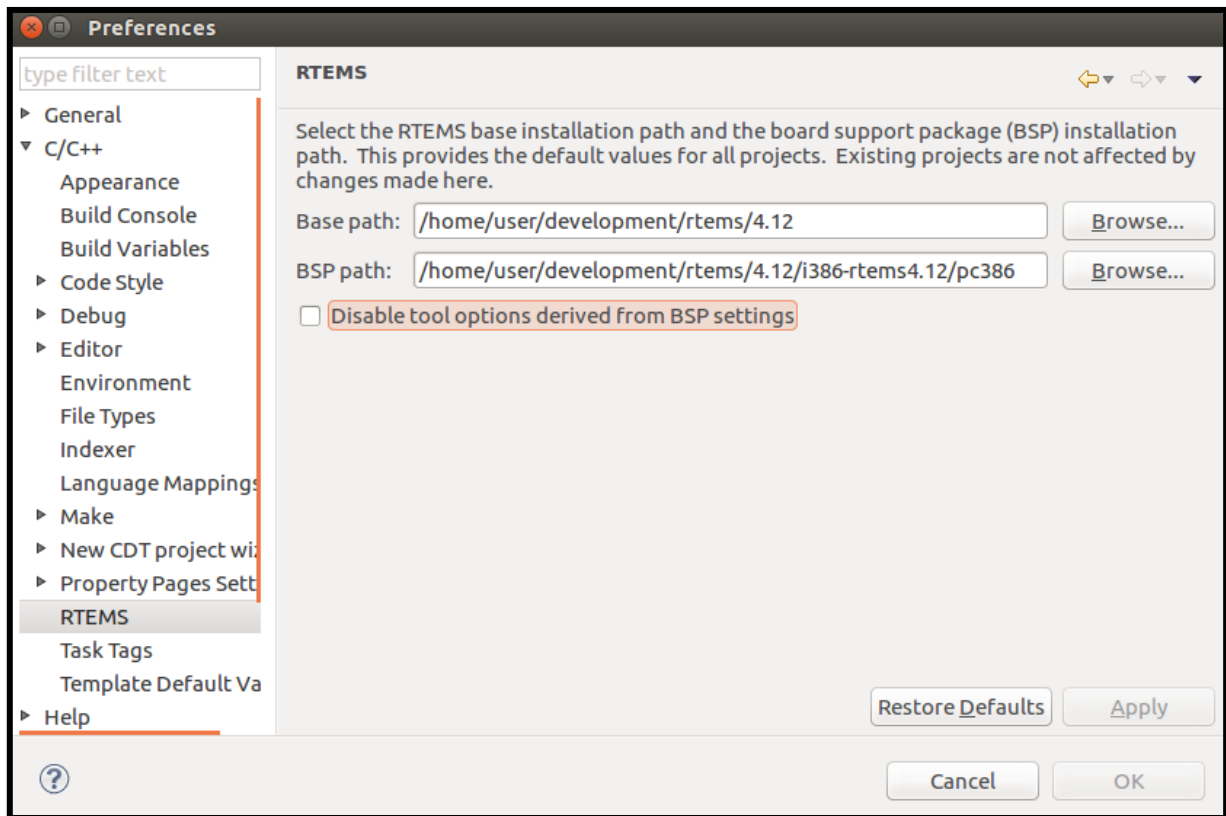 Preferences
type filter text
General
C/C++
Appearance
Build Console
Build Variables
Code Style
Debug
Editor
Environment
File Types
Indexer
Language Mappings
Make
New CDT project wiz
Property Pages Sett
RTEMS
Task Tags
Template Default Va
Help
RTEMS
Select the RTEMS base installation path and the board support package (BSP) installation
path. This provides the default values for all projects. Existing projects are not affected by
changes made here.
Base path: /home/user/development/rtems/4.12 Browse...
BSP path: /home/user/development/rtems/4.12/i386-rtems4.12/pc386 Browse...
Disable tool options derived from BSP settings
Restore Defaults Apply
? Cancel OK